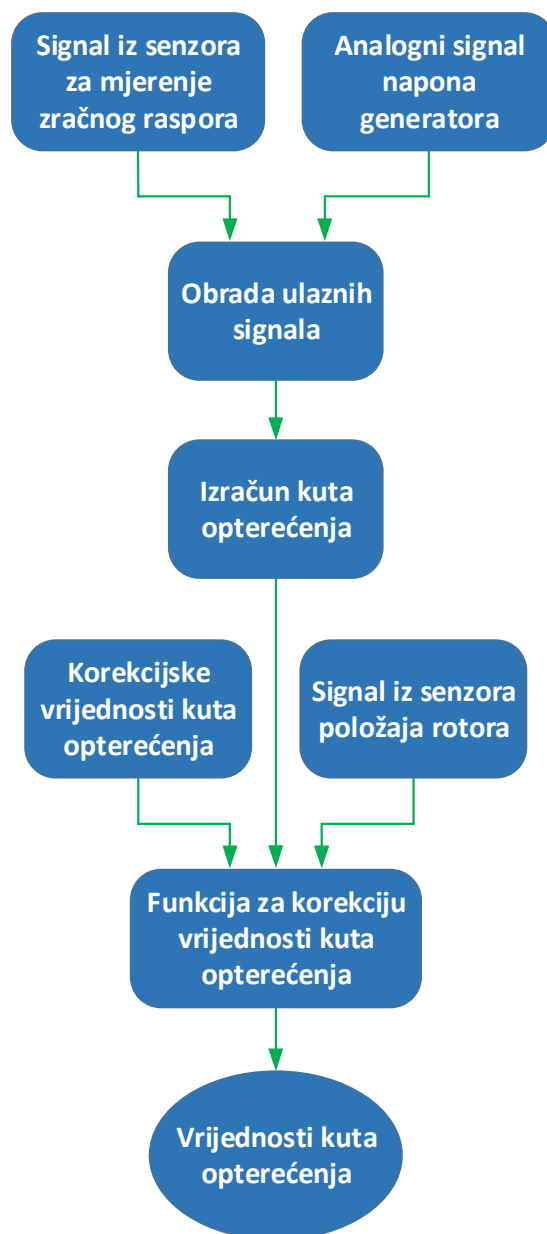 Signal iz senzora
za mjerenje
zračnog raspora
Analogni signal
napona
generatora
Obrada ulaznih
signala
Izračun kuta
opterećenja
Korekcijske
vrijednosti kuta
opterećenja
Signal iz senzora
položaja rotora
Funkcija za korekciju
vrijednosti kuta
opterećenja
Vrijednosti kuta
opterećenja